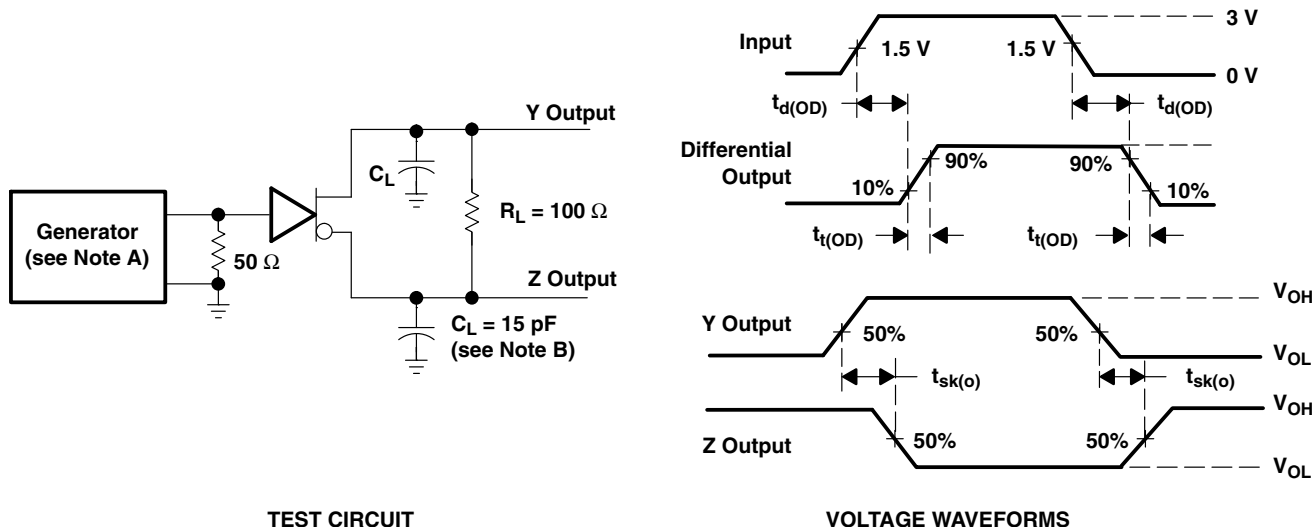 Y Output
C_L
R_L = 100 Ω
Generator
(see Note A)
50 Ω
Z Output
C_L = 15 pF
(see Note B)
TEST CIRCUIT
3 V
Input
1.5 V
1.5 V
0 V
t_d(OD)
t_d(OD)
Differential
Output
90%
90%
10%
10%
t_t(OD)
t_t(OD)
V_OH
Y Output
50%
50%
V_OL
t_sk(o)
t_sk(o)
V_OH
Z Output
50%
50%
V_OL
VOLTAGE WAVEFORMS